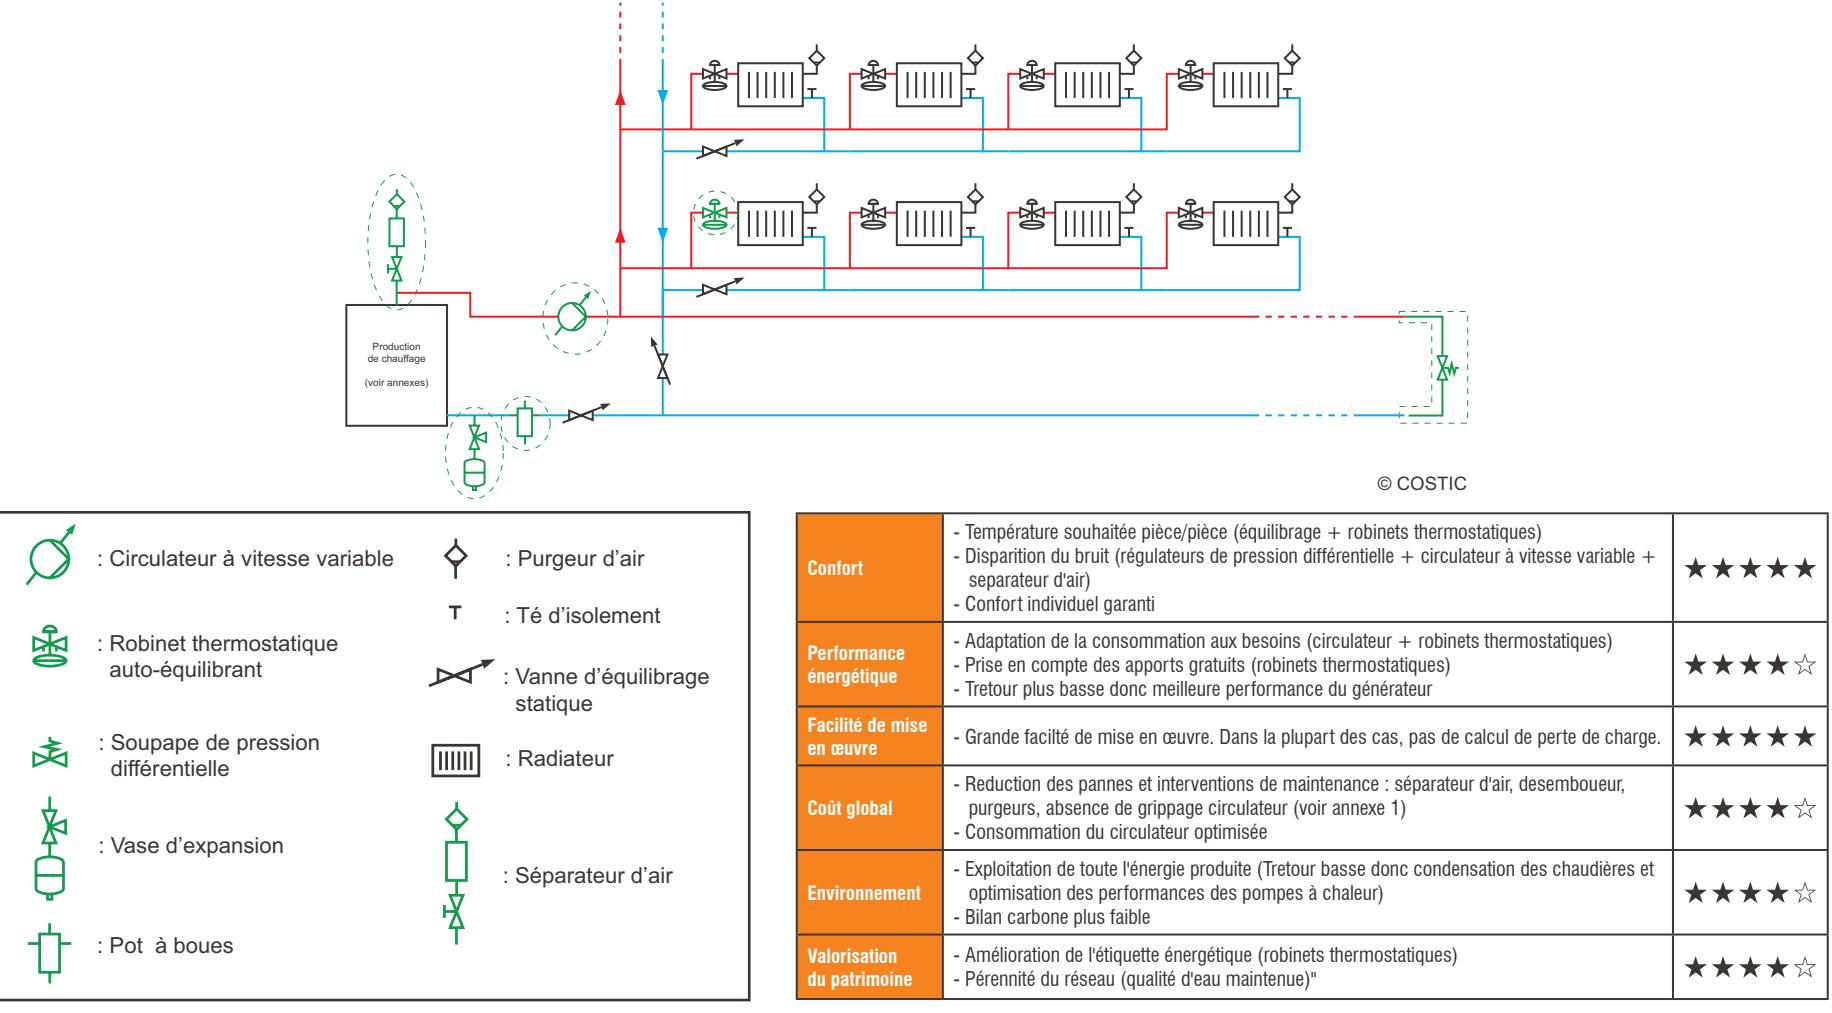 Production
de chauffage
(voir annexes)
© COSTIC
: Circulateur à vitesse variable
: Robinet thermostatique
auto-équilibrant
: Soupape de pression
différentielle
: Vase d'expansion
: Pot à boues
: Purgeur d'air
: Té d'isolement
: Vanne d'équilibrage
statique
: Radiateur
: Séparateur d'air
Confort
- Température souhaitée pièce/pièce (équilibrage + robinets thermostatiques)
- Disparition du bruit (régulateurs de pression différentielle + circulateur à vitesse variable +
separateur d'air)
- Confort individuel garanti
★★★★★
Performance
énergétique
- Adaptation de la consommation aux besoins (circulateur + robinets thermostatiques)
- Prise en compte des apports gratuits (robinets thermostatiques)
- Tretour plus basse donc meilleure performance du générateur
★★★★☆
Facilité de mise
en œuvre
- Grande facilté de mise en œuvre. Dans la plupart des cas, pas de calcul de perte de charge.
★★★★★
Coût global
- Reduction des pannes et interventions de maintenance : séparateur d'air, desemboueur,
purgeurs, absence de grippage circulateur (voir annexe 1)
- Consommation du circulateur optimisée
★★★★☆
Environnement
- Exploitation de toute l'énergie produite (Tretour basse donc condensation des chaudières et
optimisation des performances des pompes à chaleur)
- Bilan carbone plus faible
★★★★☆
Valorisation
du patrimoine
- Amélioration de l'étiquette énergétique (robinets thermostatiques)
- Pérennité du réseau (qualité d'eau maintenue)"
★★★★☆